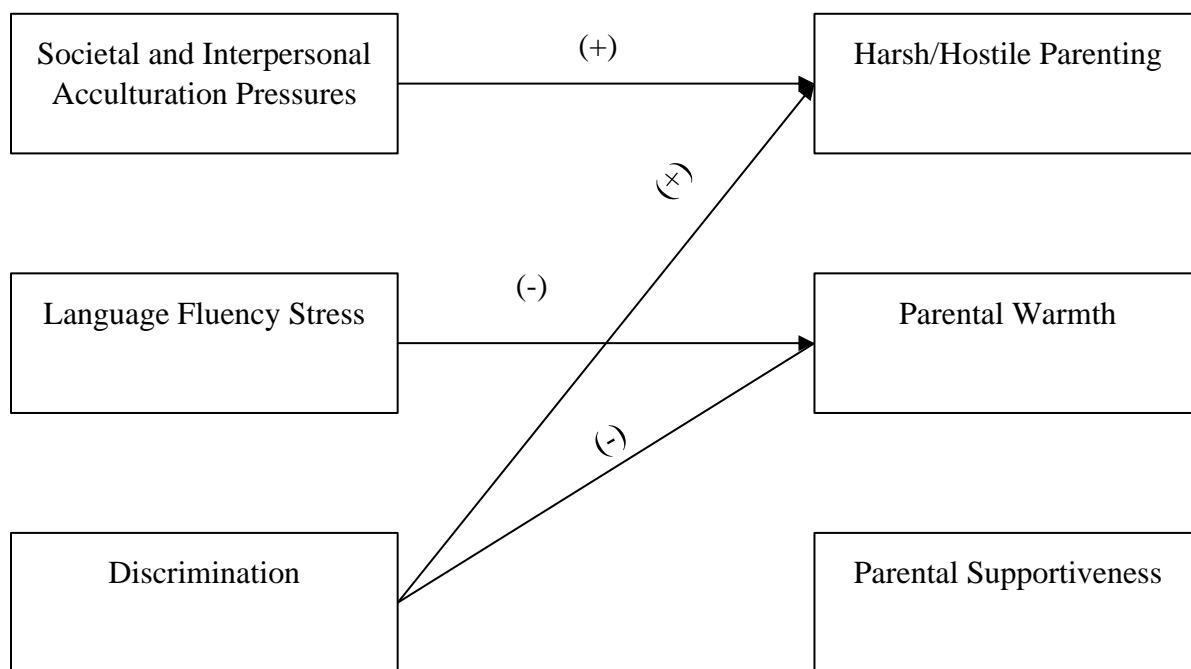 Societal and Interpersonal
Acculturation Pressures
(+)
Harsh/Hostile Parenting
(+)
Language Fluency Stress
(-)
Parental Warmth
(-)
Discrimination
Parental Supportiveness